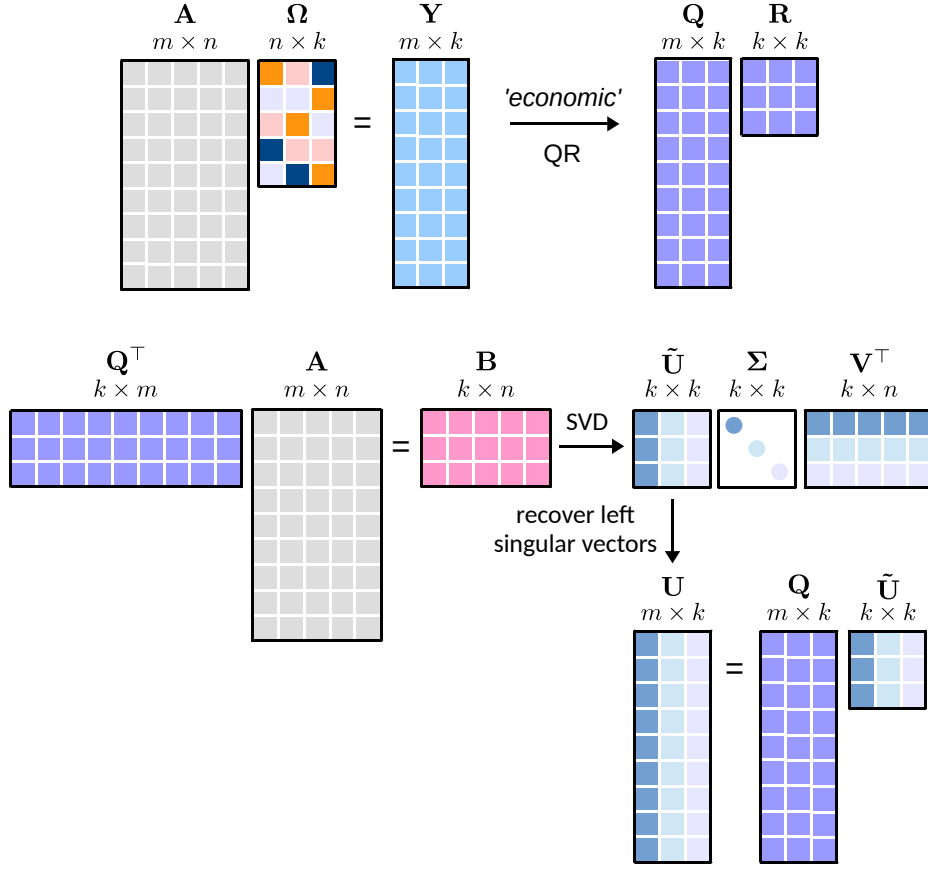 A Ω Y Q R
m × n n × k m × k m × k k × k
= 'economic'
QR
Q⊤ A B Ũ Σ V⊤
k × m m × n k × n k × k k × k k × n
= SVD
recover left
singular vectors
U Q Ũ
m × k m × k k × k
=